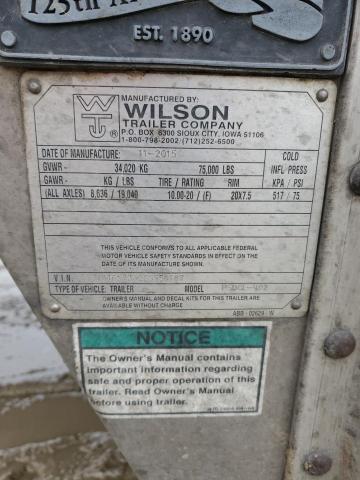 125th
EST. 1890
MANUFACTURED BY:
WILSON
TRAILER COMPANY
P.O. BOX 6300 SIOUX CITY, IOWA 51106
1-800-798-2002 / (712)252-6500
DATE OF MANUFACTURE: 11-2015 COLD
GVWR - 34,020 KG 75,000 LBS INFL PRESS
GAWR - KG / LBS TIRE / RATING RIM KPA / PSI
(ALL AXLES) 8,636 / 19,040 10.00-20 / (F) 20X7.5 517 / 75
THIS VEHICLE CONFORMS TO ALL APPLICABLE
MOTOR VEHICLE SAFETY STANDARDS IN EFFECT ON THE
DATE OF MANUFACTURE SHOWN ABOVE.
V.I.N.
VEHICLE TYPE: TRAILER MODEL
OWNER'S MANUAL AND DECAL KITS FOR THIS TRAILER ARE
AVAILABLE WITHOUT CHARGE
NOTICE
The Owner's Manual contains
important information regarding
safe and proper operation of this
trailer. Read Owner's Manual
before using trailer.